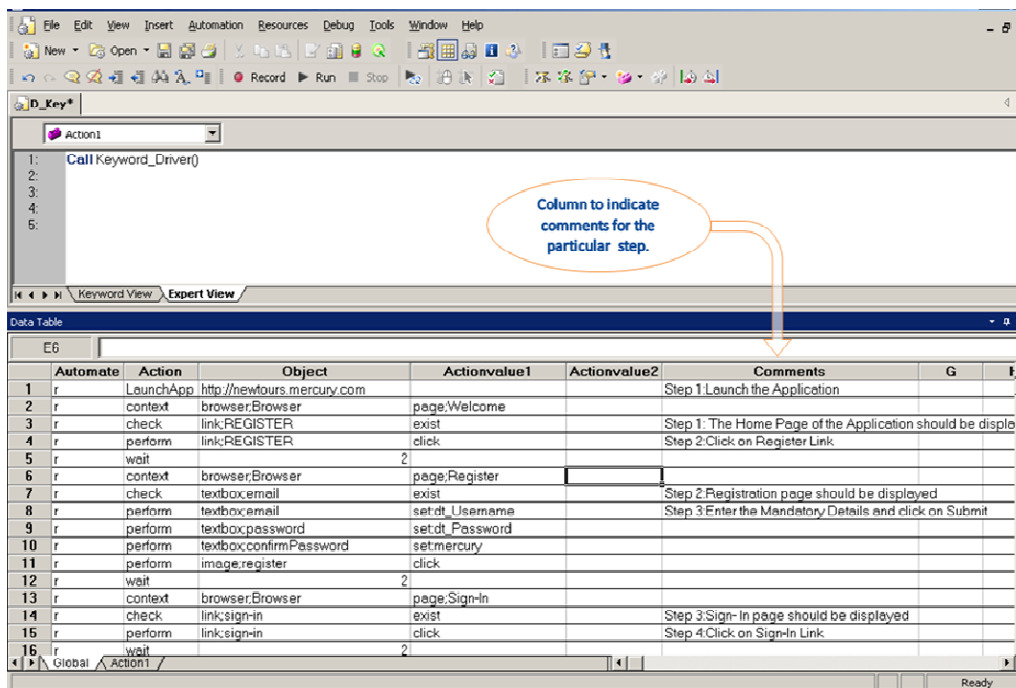 File Edit View Insert Automation Resources Debug Tools Window Help
New Open
Record Run Stop
D_Key*
Action1
1: Call Keyword_Driver()
2:
3:
4:
5:
Column to indicate
comments for the
particular step.
Keyword View Expert View
Data Table
E6
Automate Action Object Actionvalue1 Actionvalue2 Comments G
1 r LaunchApp http://newtours.mercury.com Step 1:Launch the Application
2 r context browser;Browser page;Welcome
3 r check link;REGISTER exist Step 1: The Home Page of the Application should be displa
4 r perform link;REGISTER click Step 2:Click on Register Link
5 r wait 2
6 r context browser;Browser page;Register
7 r check textbox;email exist Step 2:Registration page should be displayed
8 r perform textbox;email set:dt_Username Step 3:Enter the Mandatory Details and click on Submit
9 r perform textbox;password set:dt_Password
10 r perform textbox;confirmPassword set:mercury
11 r perform image;register click
12 r wait 2
13 r context browser;Browser page;Sign-In
14 r check link;sign-in exist Step 3:Sign- In page should be displayed
15 r perform link;sign-in click Step 4:Click on Sign-In Link
16 r wait 2
Global Action1
Ready